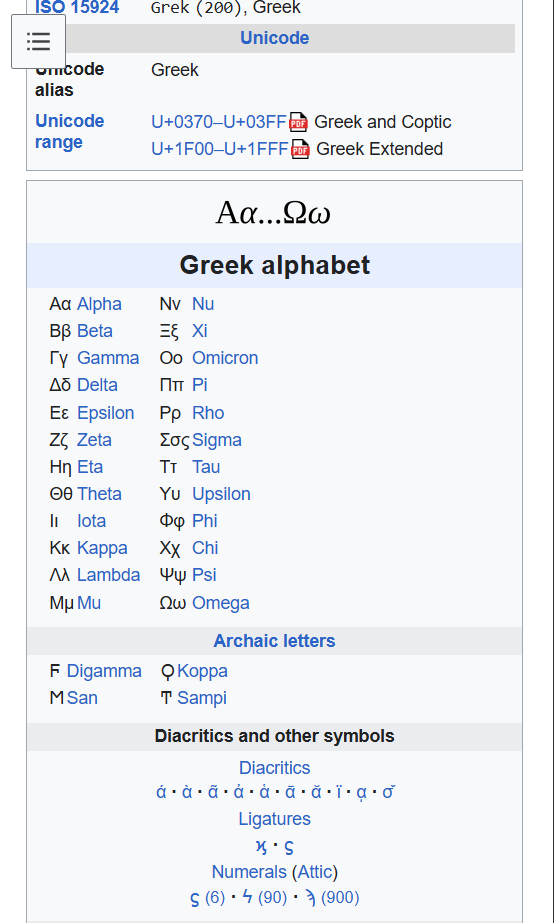 ISO 15924 Grek (200), Greek
Unicode
Unicode alias Greek
Unicode range U+0370–U+03FF PDF Greek and Coptic
U+1F00–U+1FFF PDF Greek Extended
Αα...Ωω
Greek alphabet
Αα Alpha Νν Nu
Ββ Beta Ξξ Xi
Γγ Gamma Οο Omicron
Δδ Delta Ππ Pi
Εε Epsilon Ρρ Rho
Ζζ Zeta Σσς Sigma
Ηη Eta Ττ Tau
Θθ Theta Υυ Upsilon
Ιι Iota Φφ Phi
Κκ Kappa Χχ Chi
Λλ Lambda Ψψ Psi
Μμ Mu Ωω Omega
Archaic letters
Ϝ Digamma Ϙ Koppa
Ϻ San Ͳ Sampi
Diacritics and other symbols
Diacritics
ά · ὰ · ᾶ · ἀ · ἁ · ᾱ · ᾰ · ϊ · ᾳ · σ̌
Ligatures
ϗ · ϛ
Numerals (Attic)
ϛ (6) · ϟ (90) · ϡ (900)